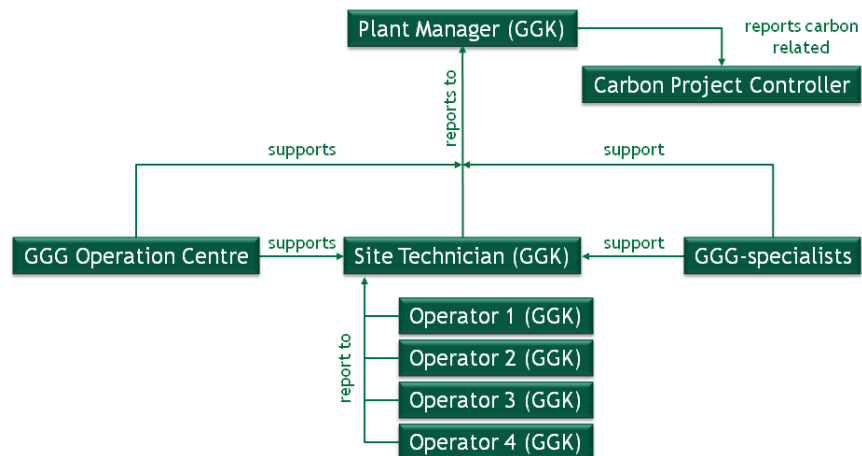 Plant Manager (GGK)
reports carbon
related
Carbon Project Controller
reports to
supports
support
GGG Operation Centre
supports
Site Technician (GGK)
support
GGG-specialists
report to
Operator 1 (GGK)
Operator 2 (GGK)
Operator 3 (GGK)
Operator 4 (GGK)